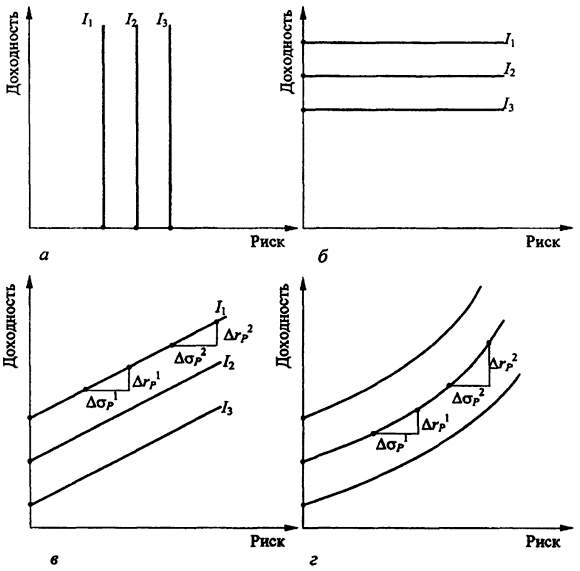 Доходность
I₁ I₂ I₃
Риск
а
Доходность
I₁
I₂
I₃
Риск
б
Доходность
I₁
Δrₚ²
Δσₚ²
I₂
Δrₚ¹
Δσₚ¹
I₃
Риск
в
Доходность
Δrₚ²
Δσₚ²
Δrₚ¹
Δσₚ¹
Риск
г